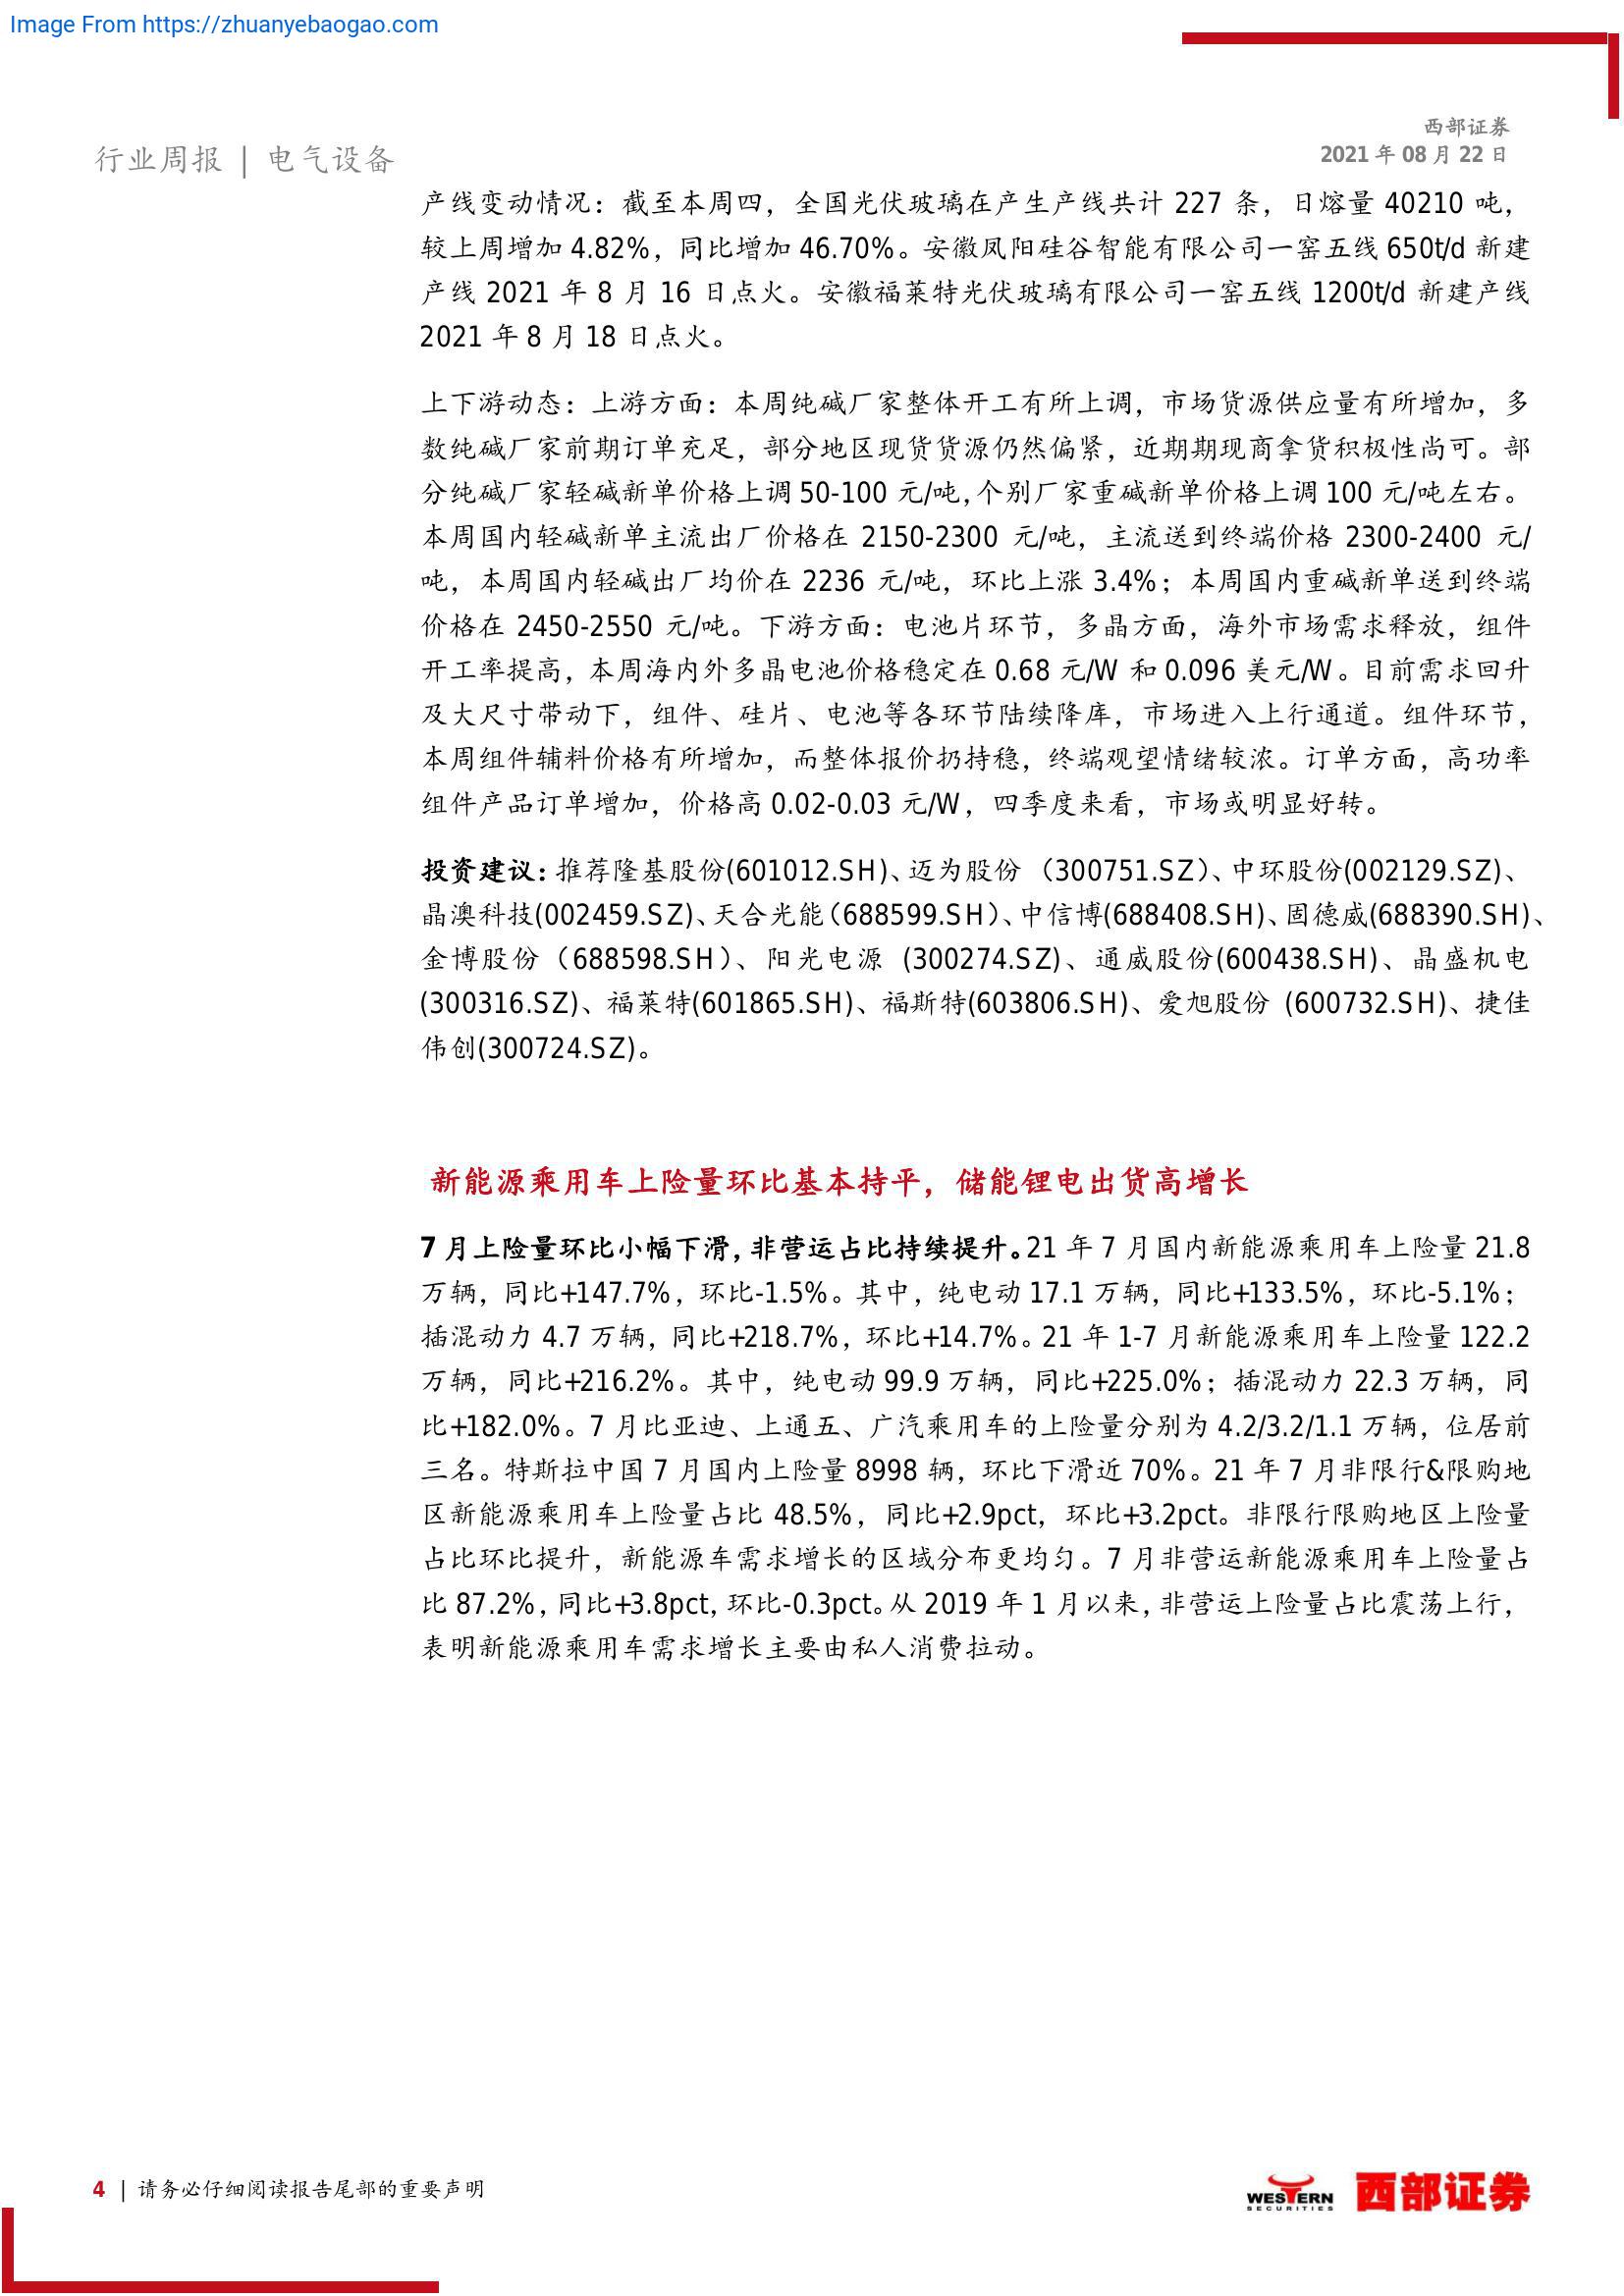 Image From https://zhuanyebaogao.com
西部证券
行业周报 | 电气设备
2021 年 08 月 22 日
产线变动情况：截至本周四，全国光伏玻璃在产生产线共计 227 条，日熔量 40210 吨，
较上周增加 4.82%，同比增加 46.70%。安徽凤阳硅谷智能有限公司一窑五线 650t/d 新建
产线 2021 年 8 月 16 日点火。安徽福莱特光伏玻璃有限公司一窑五线 1200t/d 新建产线
2021 年 8 月 18 日点火。
上下游动态：上游方面：本周纯碱厂家整体开工有所上调，市场货源供应量有所增加，多
数纯碱厂家前期订单充足，部分地区现货货源仍然偏紧，近期期现商拿货积极性尚可。部
分纯碱厂家轻碱新单价格上调 50-100 元/吨，个别厂家重碱新单价格上调 100 元/吨左右。
本周国内轻碱新单主流出厂价格在 2150-2300 元/吨，主流送到终端价格 2300-2400 元/
吨，本周国内轻碱出厂均价在 2236 元/吨，环比上涨 3.4%；本周国内重碱新单送到终端
价格在 2450-2550 元/吨。下游方面：电池片环节，多晶方面，海外市场需求释放，组件
开工率提高，本周海内外多晶电池价格稳定在 0.68 元/W 和 0.096 美元/W。目前需求回升
及大尺寸带动下，组件、硅片、电池等各环节陆续降库，市场进入上行通道。组件环节，
本周组件辅料价格有所增加，而整体报价扔持稳，终端观望情绪较浓。订单方面，高功率
组件产品订单增加，价格高 0.02-0.03 元/W，四季度来看，市场或明显好转。
投资建议：推荐隆基股份(601012.SH)、迈为股份（300751.SZ）、中环股份(002129.SZ)、
晶澳科技(002459.SZ)、天合光能（688599.SH）、中信博(688408.SH)、固德威(688390.SH)、
金博股份（688598.SH）、阳光电源 (300274.SZ)、通威股份(600438.SH)、晶盛机电
(300316.SZ)、福莱特(601865.SH)、福斯特(603806.SH)、爱旭股份 (600732.SH)、捷佳
伟创(300724.SZ)。
新能源乘用车上险量环比基本持平，储能锂电出货高增长
7 月上险量环比小幅下滑，非营运占比持续提升。21 年 7 月国内新能源乘用车上险量 21.8
万辆，同比+147.7%，环比-1.5%。其中，纯电动 17.1 万辆，同比+133.5%，环比-5.1%；
插混动力 4.7 万辆，同比+218.7%，环比+14.7%。21 年 1-7 月新能源乘用车上险量 122.2
万辆，同比+216.2%。其中，纯电动 99.9 万辆，同比+225.0%；插混动力 22.3 万辆，同
比+182.0%。7 月比亚迪、上通五、广汽乘用车的上险量分别为 4.2/3.2/1.1 万辆，位居前
三名。特斯拉中国 7 月国内上险量 8998 辆，环比下滑近 70%。21 年 7 月非限行&限购地
区新能源乘用车上险量占比 48.5%，同比+2.9pct，环比+3.2pct。非限行限购地区上险量
占比环比提升，新能源车需求增长的区域分布更均匀。7 月非营运新能源乘用车上险量占
比 87.2%，同比+3.8pct，环比-0.3pct。从 2019 年 1 月以来，非营运上险量占比震荡上行，
表明新能源乘用车需求增长主要由私人消费拉动。
4 | 请务必仔细阅读报告尾部的重要声明
WESTERN
SECURITIES
西部证券